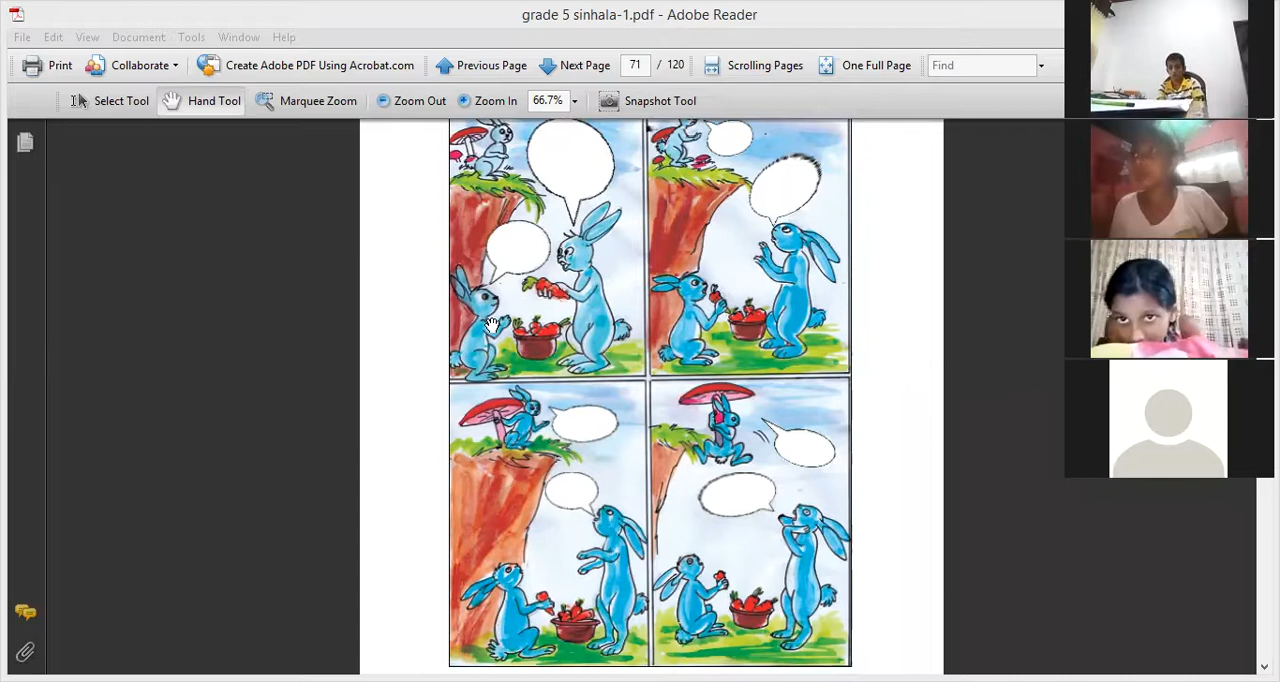 grade 5 sinhala-1.pdf - Adobe Reader
File Edit View Document Tools Window Help
Print Collaborate Create Adobe PDF Using Acrobat.com Previous Page Next Page 71 / 120 Scrolling Pages One Full Page Find
Select Tool Hand Tool Marquee Zoom Zoom Out Zoom In 66.7% Snapshot Tool